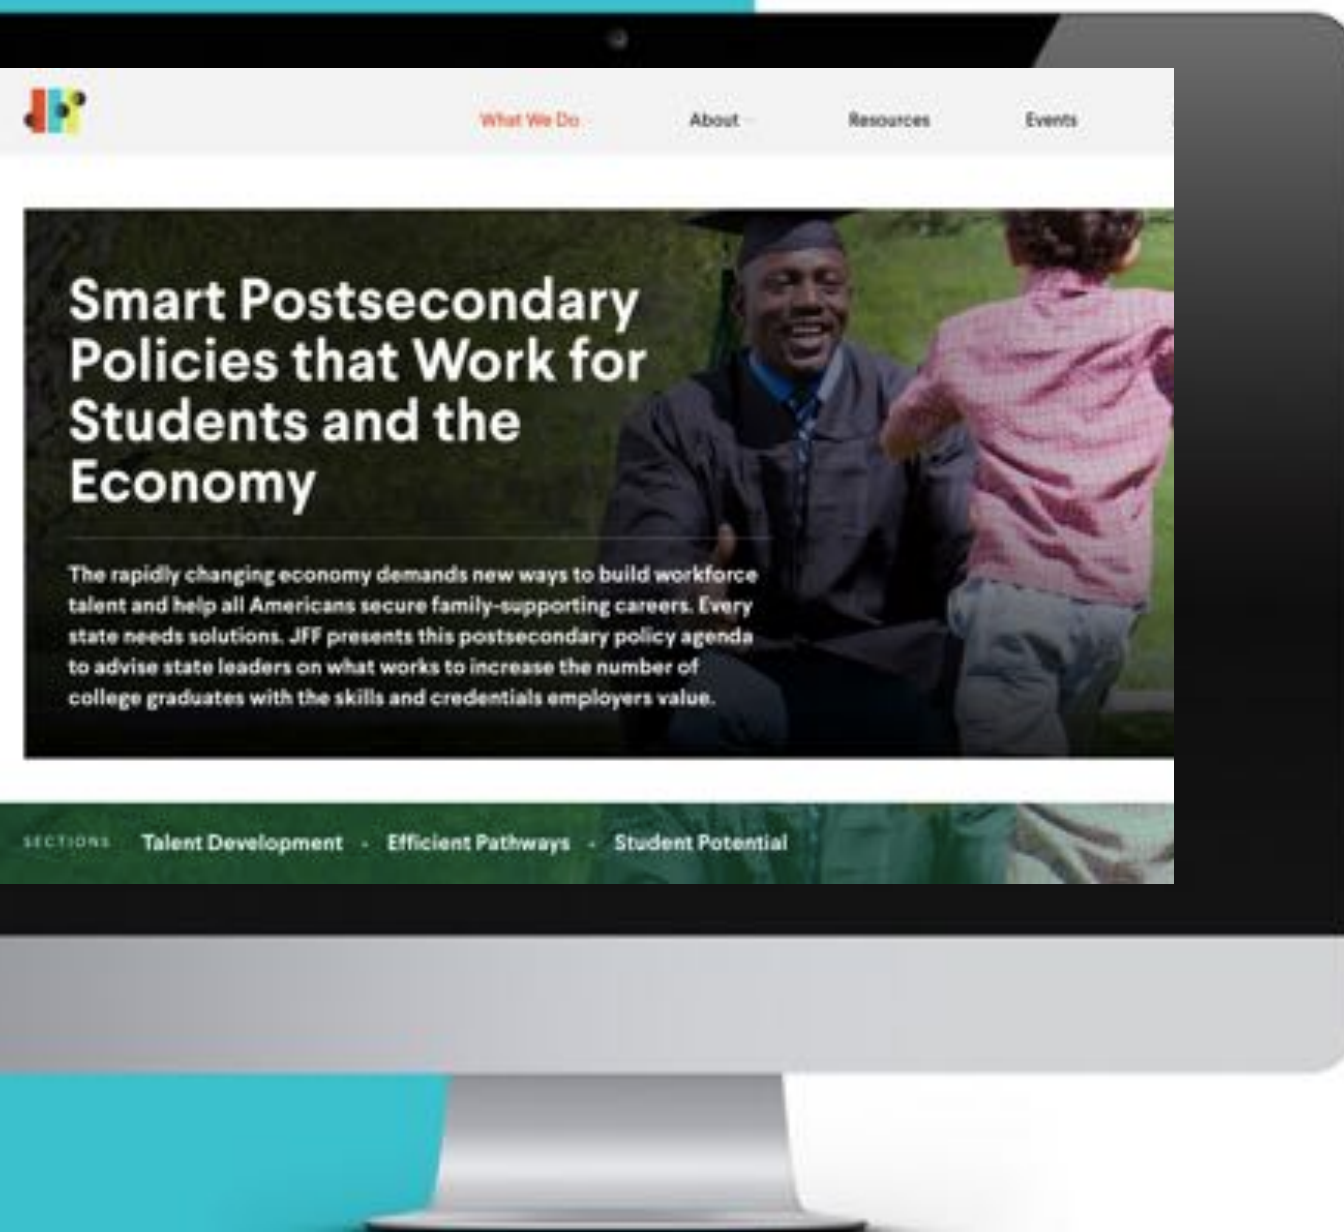 JFF
What We Do
About
Resources
Events
Smart Postsecondary
Policies that Work for
Students and the
Economy
The rapidly changing economy demands new ways to build workforce
talent and help all Americans secure family-supporting careers. Every
state needs solutions. JFF presents this postsecondary policy agenda
to advise state leaders on what works to increase the number of
college graduates with the skills and credentials employers value.
SECTIONS Talent Development - Efficient Pathways - Student Potential